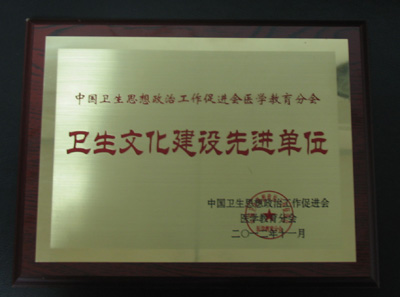 中国卫生思想政治工作促进会医学教育分会
卫生文化建设先进单位
中国卫生思想政治工作促进会
医学教育分会
二〇一二年十一月